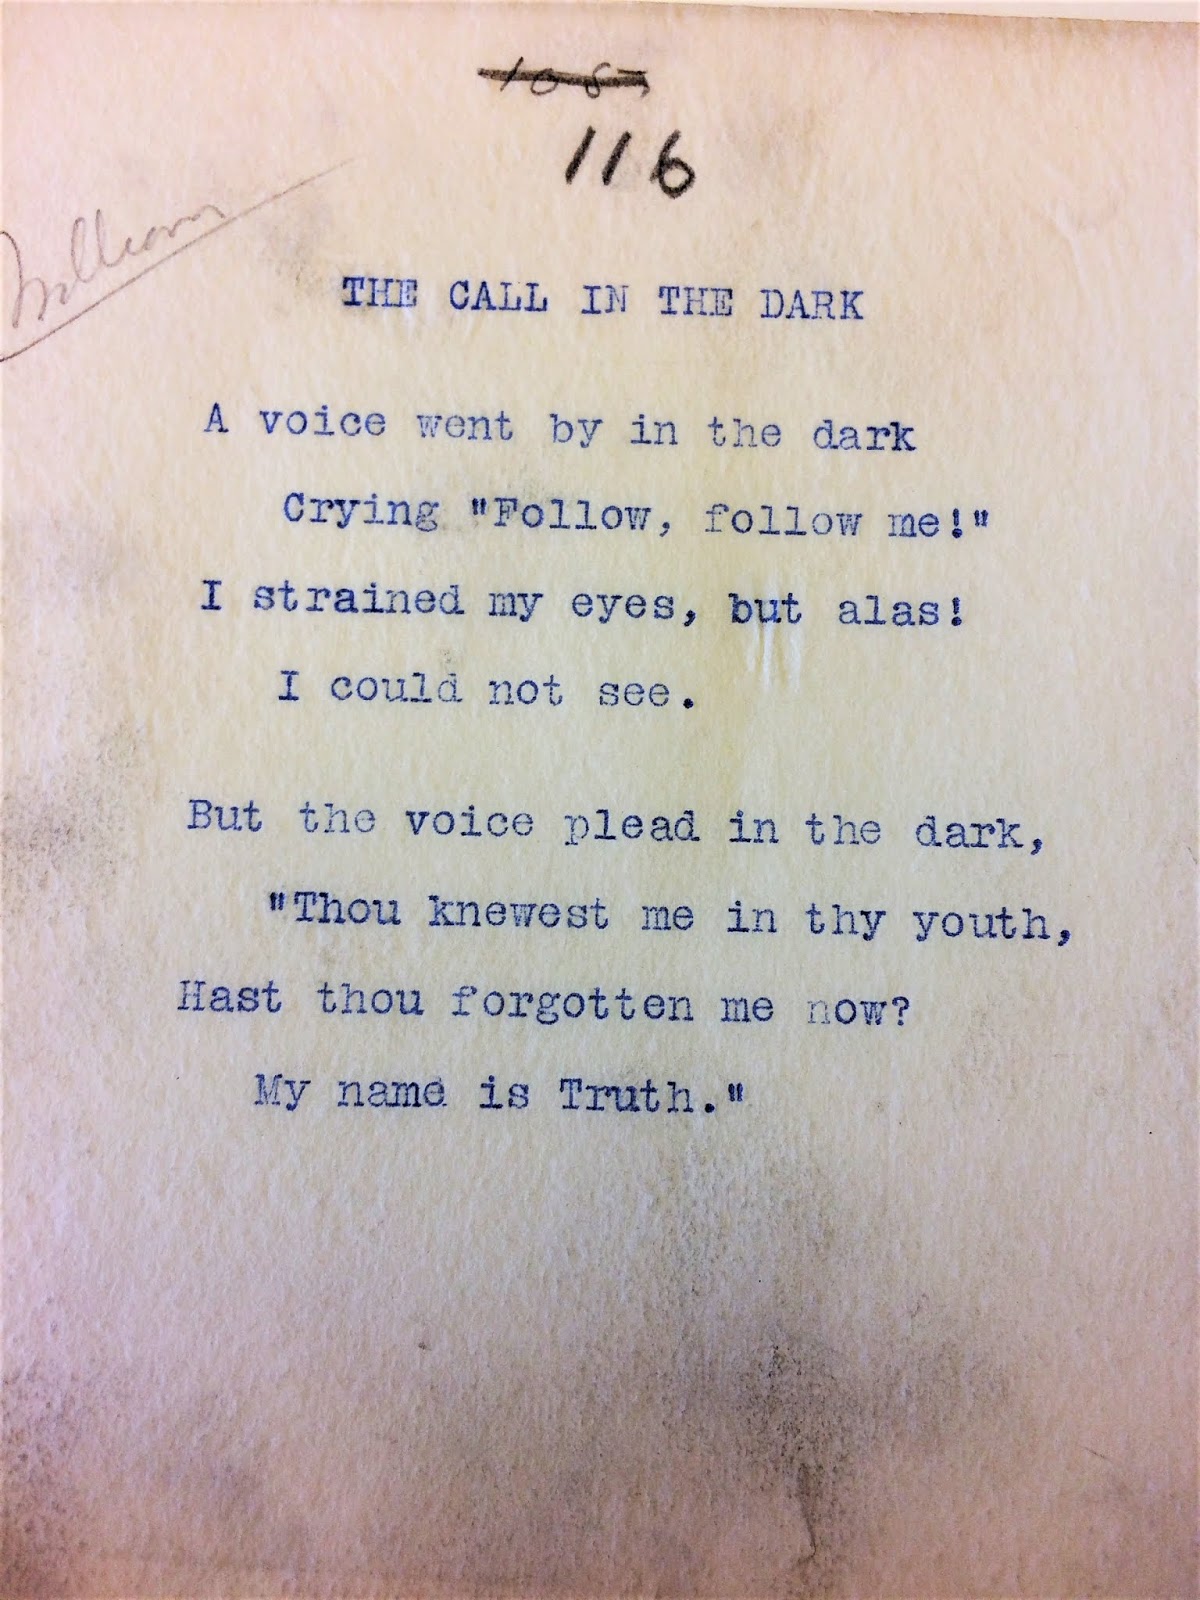 116
THE CALL IN THE DARK
A voice went by in the dark
Crying "Follow, follow me!"
I strained my eyes, but alas!
I could not see.
But the voice plead in the dark,
"Thou knewest me in thy youth,
Hast thou forgotten me now?
My name is Truth."